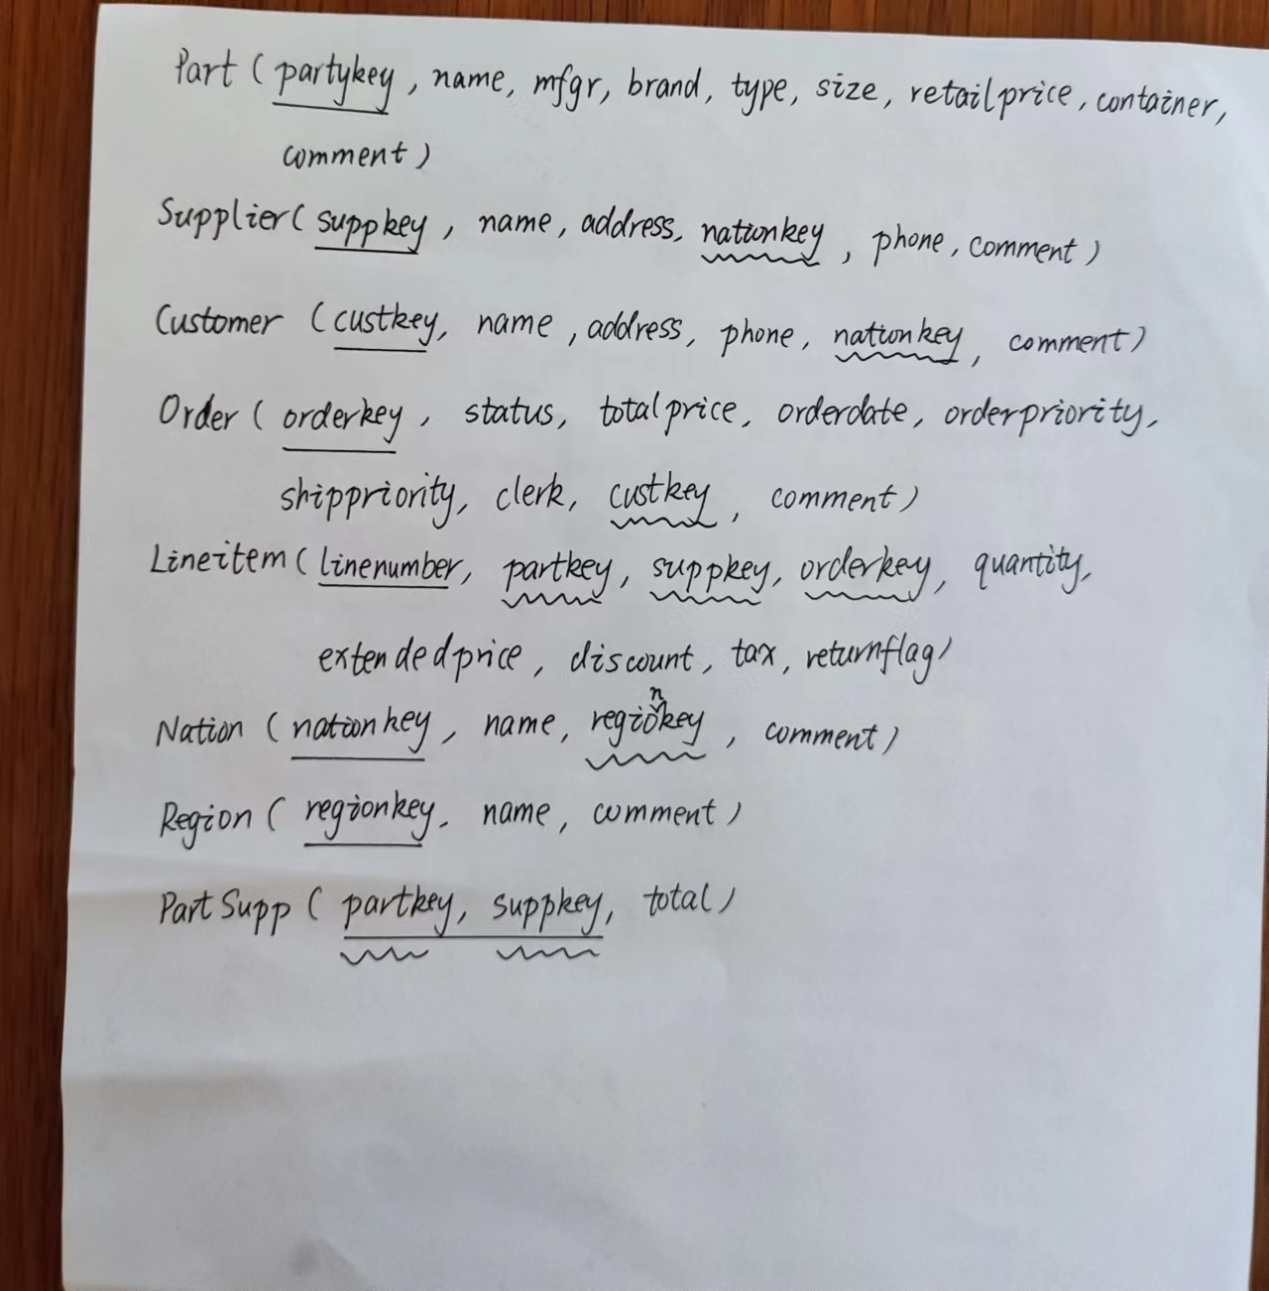 Part ( partykey, name, mfgr, brand, type, size, retailprice, container,
comment )
Supplier ( suppkey, name, address, nationkey, phone, comment )
Customer ( custkey, name, address, phone, nationkey, comment )
Order ( orderkey, status, totalprice, orderdate, orderpriority,
shippriority, clerk, custkey, comment )
Lineitem ( linenumber, partkey, suppkey, orderkey, quantity,
extendedprice, discount, tax, returnflag )
Nation ( nationkey, name, regionkey, comment )
Region ( regionkey, name, comment )
PartSupp ( partkey, suppkey, total )